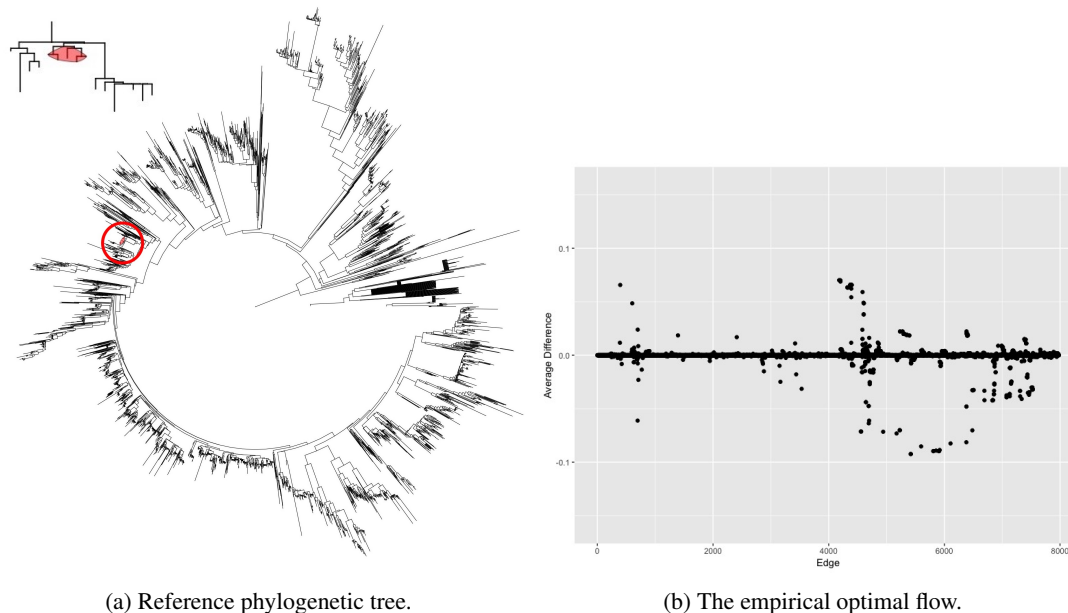 0.1
0.0
-0.1
Average Difference
0
2000
4000
6000
8000
Edge
(a) Reference phylogenetic tree.
(b) The empirical optimal flow.